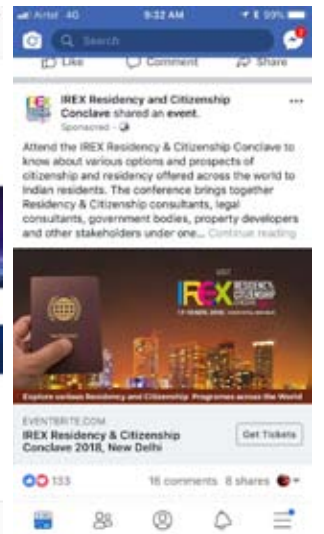 Airtel 4G 9:32 AM 99%
Search
Like Comment Share
IREX Residency and Citizenship
Conclave shared an event.
Sponsored
Attend the IREX Residency & Citizenship Conclave to
know about various options and prospects of
citizenship and residency offered across the world to
Indian residents. The conference brings together
Residency & Citizenship consultants, legal
consultants, government bodies, property developers
and other stakeholders under one... Continue reading
IREX RESIDENCY
CITIZENSHIP
CONCLAVE
Explore various Residency and Citizenship Programmes across the World
EVENTBRITE.COM
IREX Residency & Citizenship
Conclave 2018, New Delhi
Get Tickets
133 16 comments 8 shares